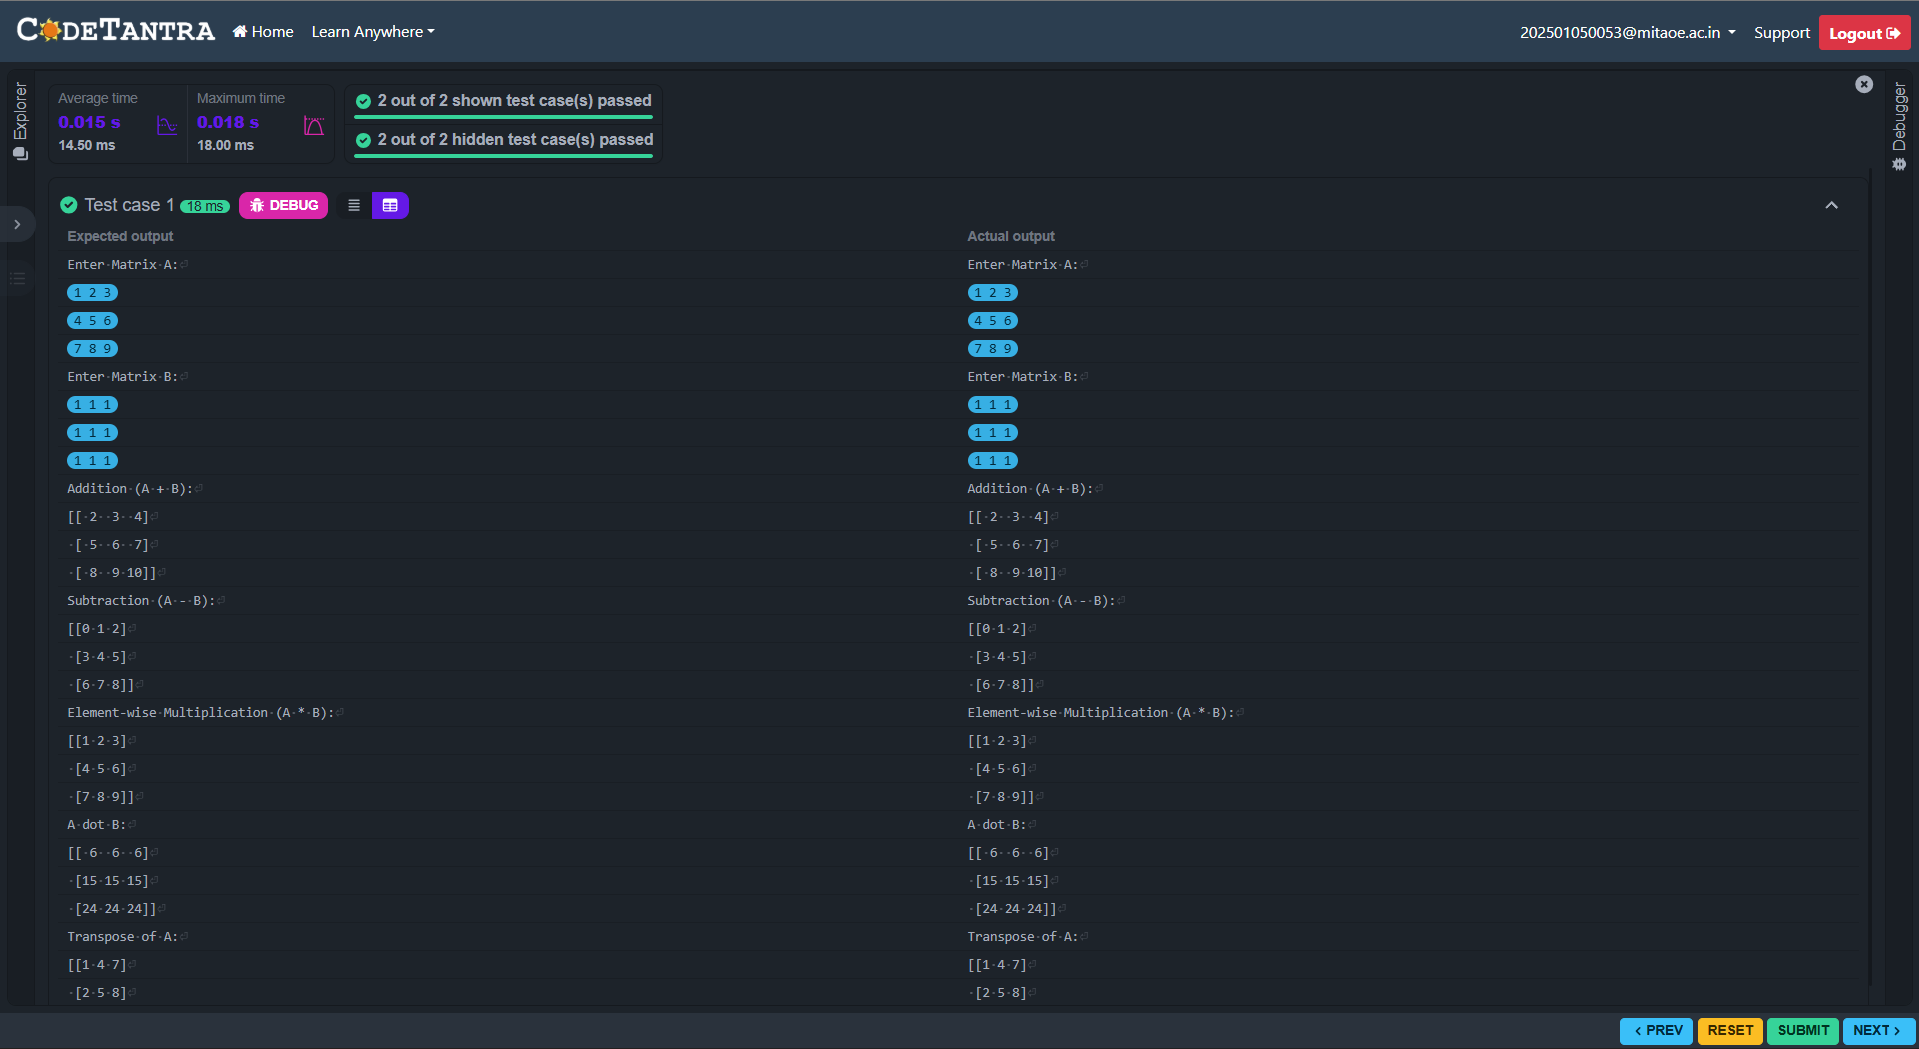 CODETANTRA Home Learn Anywhere 202501050053@mitaoe.ac.in Support Logout
Explorer
Debugger
Average time Maximum time
0.015 s 0.018 s
14.50 ms 18.00 ms
2 out of 2 shown test case(s) passed
2 out of 2 hidden test case(s) passed
Test case 1 18 ms DEBUG
Expected output Actual output
Enter·Matrix·A:⏎ Enter·Matrix·A:⏎
1 2 3 1 2 3
4 5 6 4 5 6
7 8 9 7 8 9
Enter·Matrix·B:⏎ Enter·Matrix·B:⏎
1 1 1 1 1 1
1 1 1 1 1 1
1 1 1 1 1 1
Addition·(A·+·B):⏎ Addition·(A·+·B):⏎
[[·2··3··4]⏎ [[·2··3··4]⏎
·[·5··6··7]⏎ ·[·5··6··7]⏎
·[·8··9·10]]⏎ ·[·8··9·10]]⏎
Subtraction·(A·-·B):⏎ Subtraction·(A·-·B):⏎
[[0·1·2]⏎ [[0·1·2]⏎
·[3·4·5]⏎ ·[3·4·5]⏎
·[6·7·8]]⏎ ·[6·7·8]]⏎
Element-wise·Multiplication·(A·*·B):⏎ Element-wise·Multiplication·(A·*·B):⏎
[[1·2·3]⏎ [[1·2·3]⏎
·[4·5·6]⏎ ·[4·5·6]⏎
·[7·8·9]]⏎ ·[7·8·9]]⏎
A·dot·B:⏎ A·dot·B:⏎
[[·6··6··6]⏎ [[·6··6··6]⏎
·[15·15·15]⏎ ·[15·15·15]⏎
·[24·24·24]]⏎ ·[24·24·24]]⏎
Transpose·of·A:⏎ Transpose·of·A:⏎
[[1·4·7]⏎ [[1·4·7]⏎
·[2·5·8]⏎ ·[2·5·8]⏎
PREV RESET SUBMIT NEXT